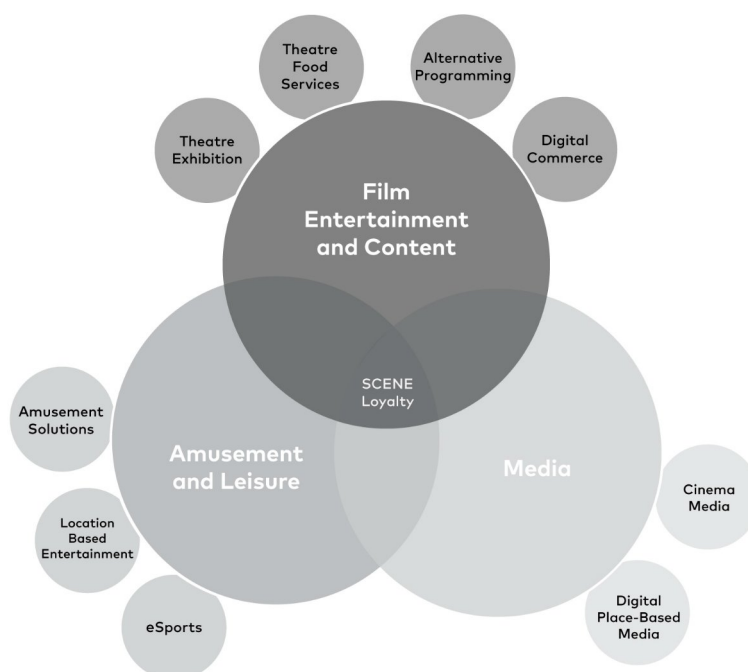 Theatre
Food
Services
Alternative
Programming
Theatre
Exhibition
Digital
Commerce
Film
Entertainment
and Content
SCENE
Loyalty
Amusement
Solutions
Amusement
and Leisure
Media
Cinema
Media
Location
Based
Entertainment
eSports
Digital
Place-Based
Media